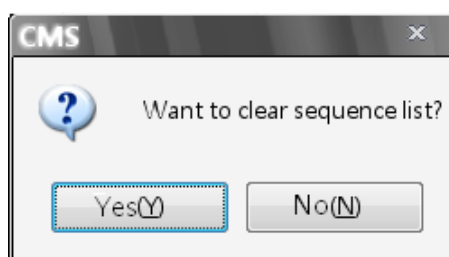 CMS
Want to clear sequence list?
Yes(Y) No(N)